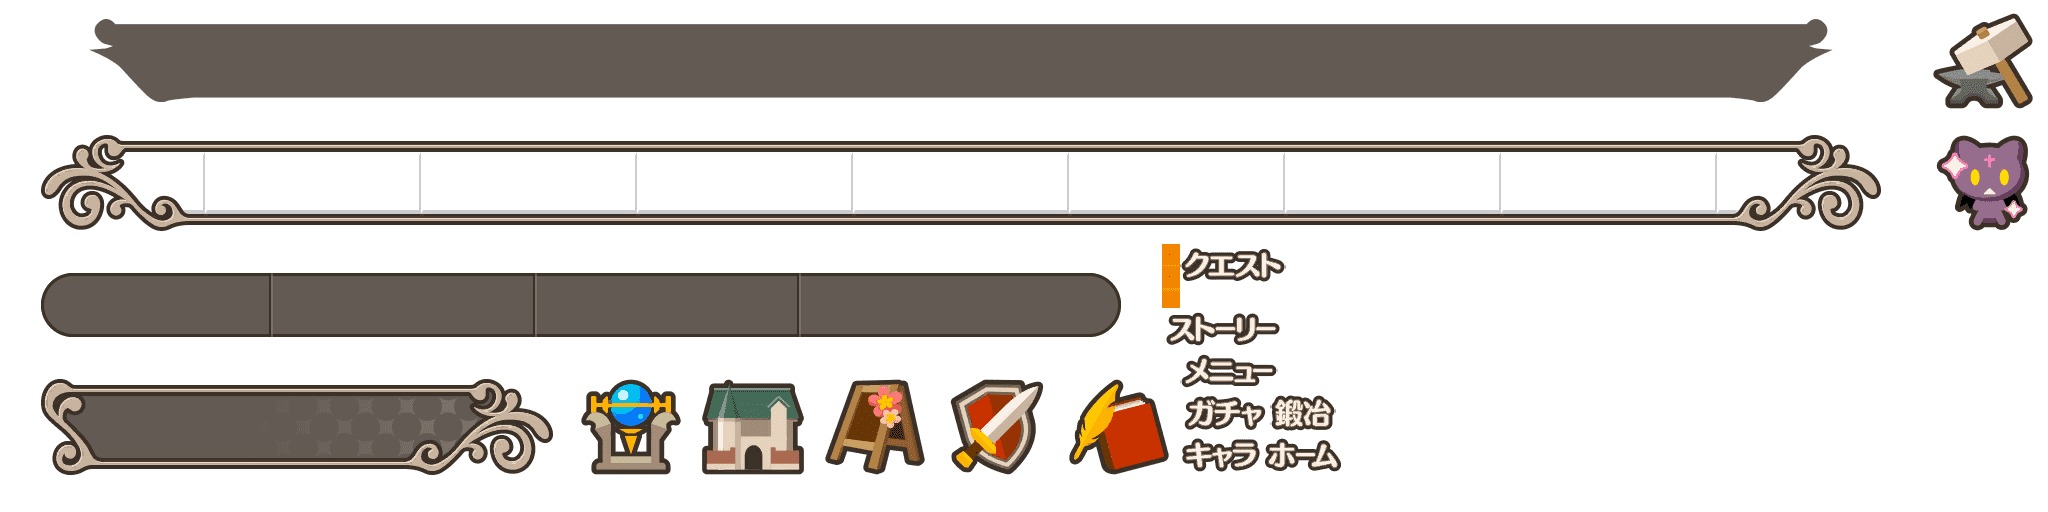 クエスト
ストーリー
メニュー
ガチャ 鍛冶
キャラ ホーム